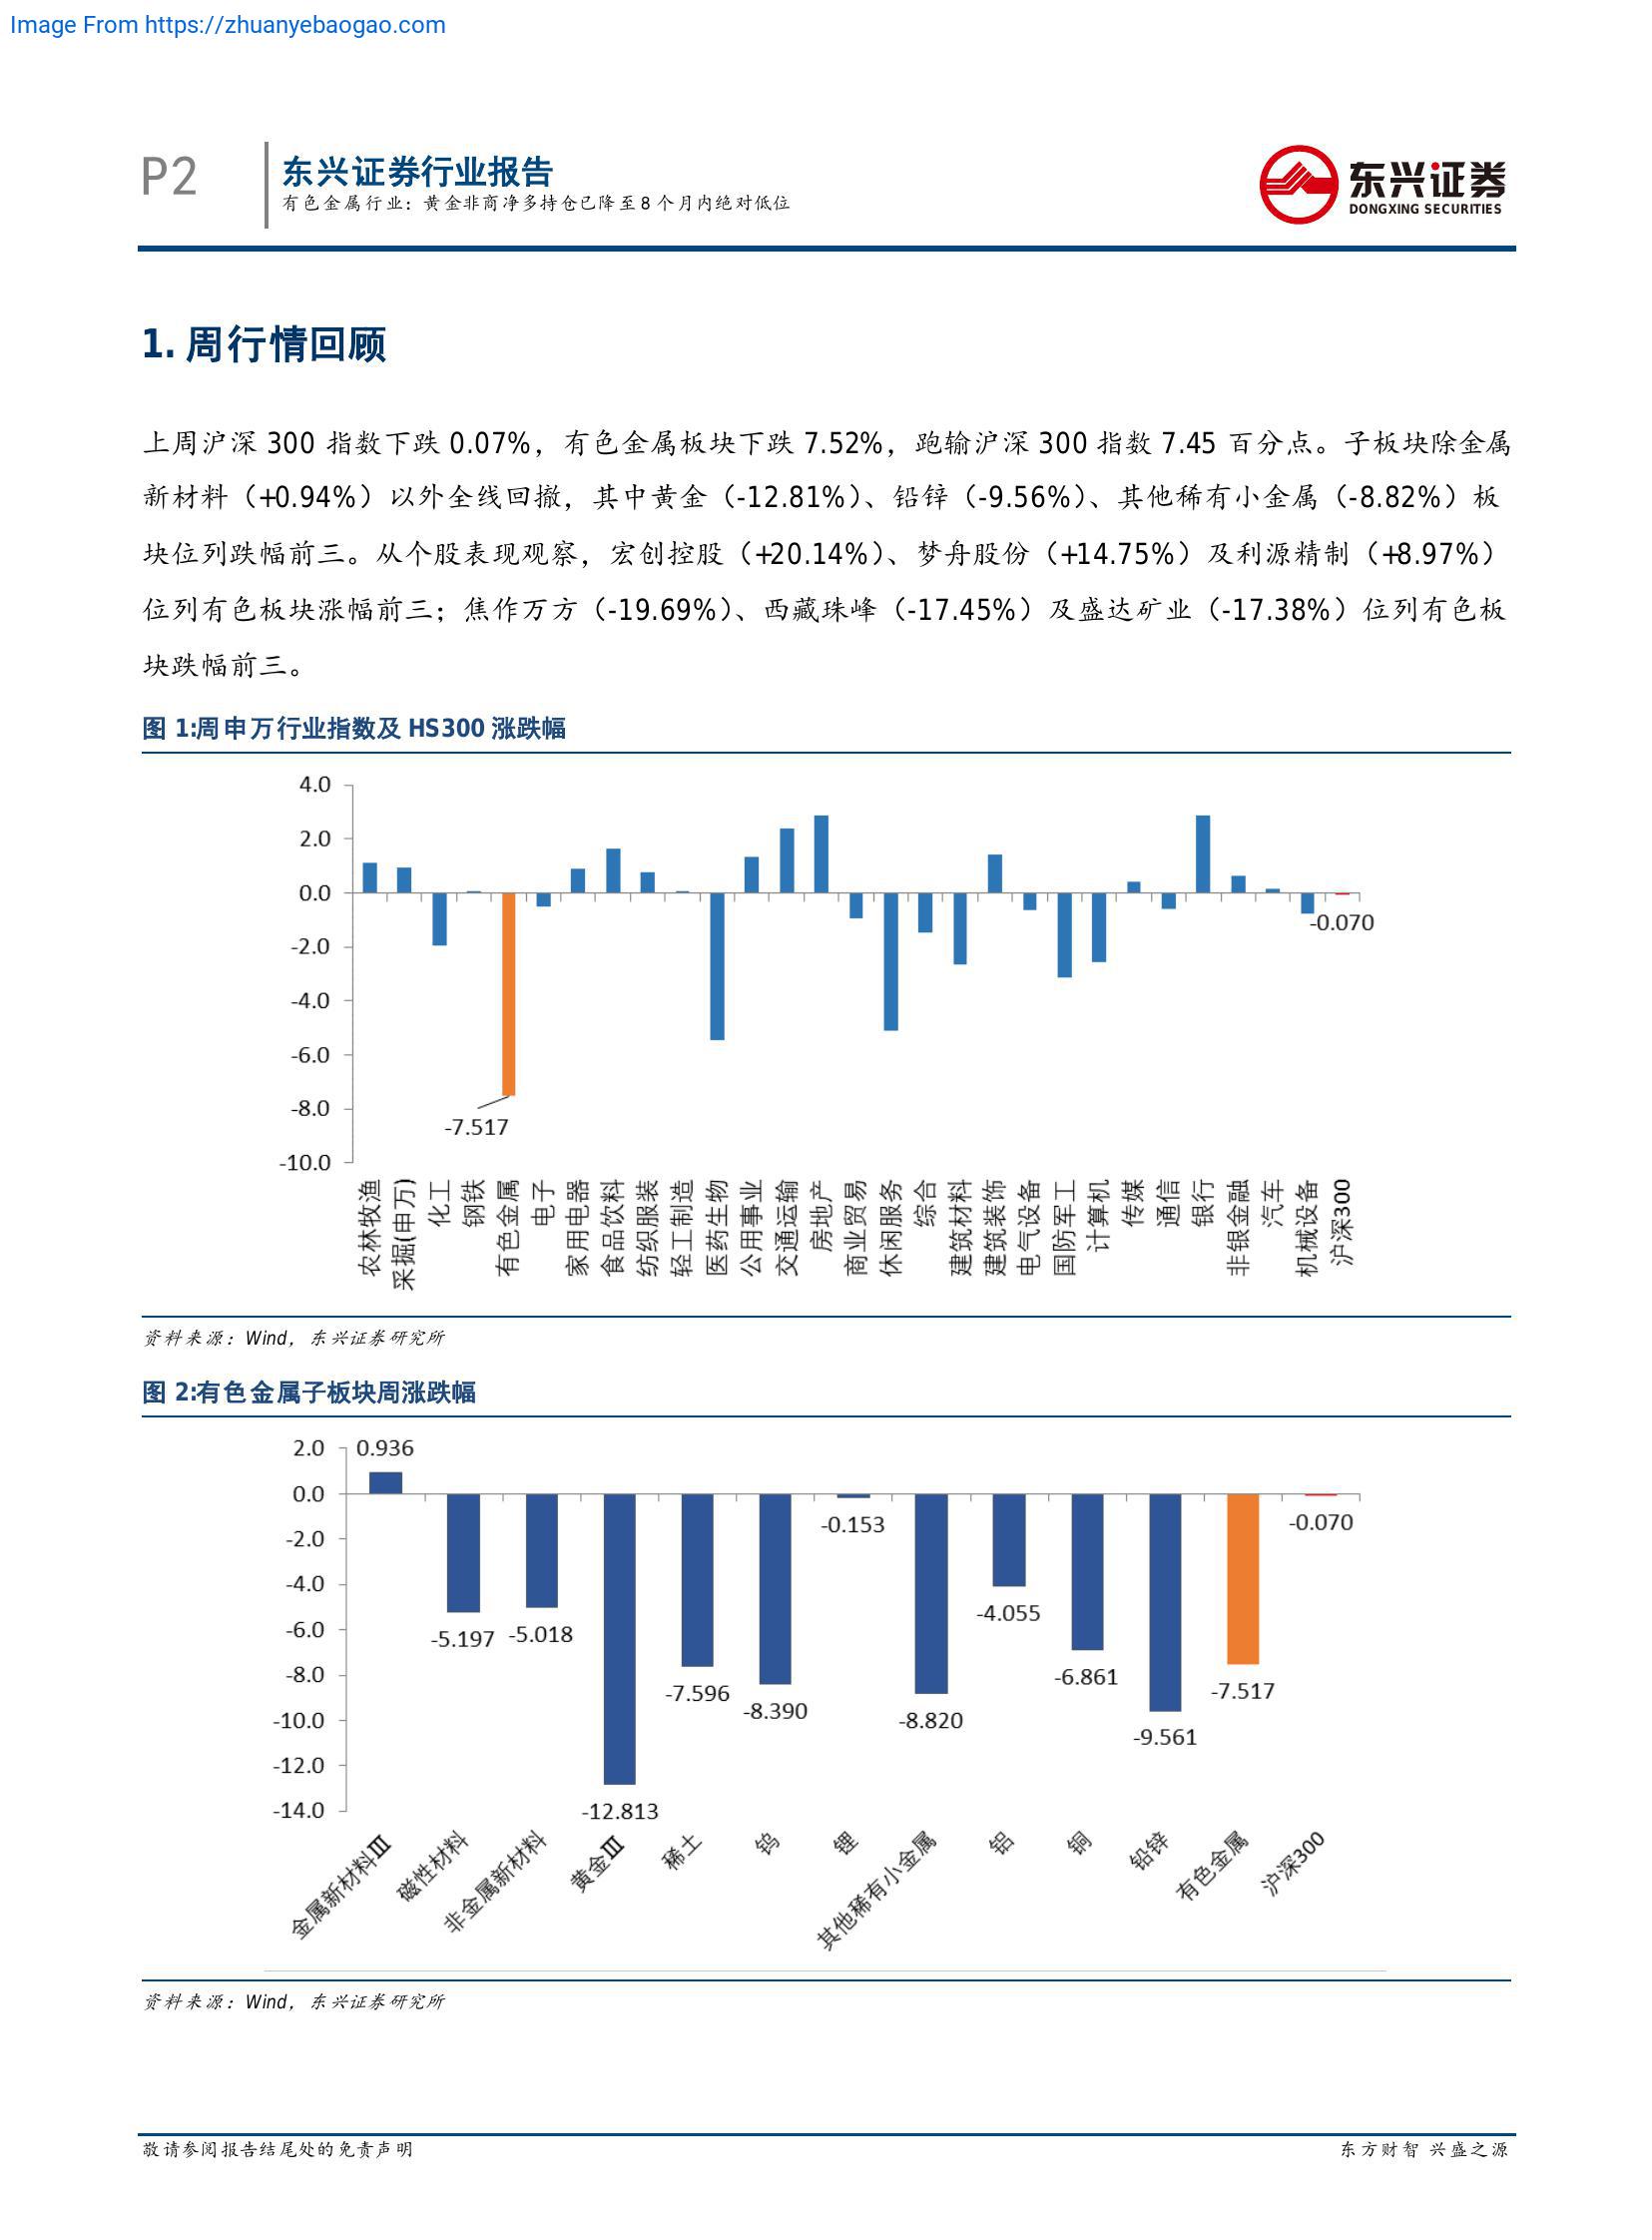 Image From https://zhuanyebaogao.com
P2
东兴证券行业报告
有色金属行业：黄金非商净多持仓已降至8个月内绝对低位
东兴证券
DONGXING SECURITIES
1. 周行情回顾
上周沪深 300 指数下跌 0.07%，有色金属板块下跌 7.52%，跑输沪深 300 指数 7.45 百分点。子板块除金属
新材料（+0.94%）以外全线回撤，其中黄金（-12.81%）、铅锌（-9.56%）、其他稀有小金属（-8.82%）板
块位列跌幅前三。从个股表现观察，宏创控股（+20.14%）、梦舟股份（+14.75%）及利源精制（+8.97%）
位列有色板块涨幅前三；焦作万方（-19.69%）、西藏珠峰（-17.45%）及盛达矿业（-17.38%）位列有色板
块跌幅前三。
图 1:周申万行业指数及 HS300 涨跌幅
4.0
2.0
0.0
-2.0
-4.0
-6.0
-8.0
-10.0
-7.517
-0.070
农林牧渔
采掘(申万)
化工
钢铁
有色金属
电子
家用电器
食品饮料
纺织服装
轻工制造
医药生物
公用事业
交通运输
房地产
商业贸易
休闲服务
综合
建筑材料
建筑装饰
电气设备
国防军工
计算机
传媒
通信
银行
非银金融
汽车
机械设备
沪深300
资料来源：Wind，东兴证券研究所
图 2:有色金属子板块周涨跌幅
2.0
0.0
-2.0
-4.0
-6.0
-8.0
-10.0
-12.0
-14.0
0.936
-5.197
-5.018
-12.813
-7.596
-8.390
-0.153
-8.820
-4.055
-6.861
-9.561
-7.517
-0.070
金属新材料Ⅲ
磁性材料
非金属新材料
黄金Ⅲ
稀土
钨
锂
其他稀有小金属
铝
铜
铅锌
有色金属
沪深300
资料来源：Wind，东兴证券研究所
敬请参阅报告结尾处的免责声明
东方财智 兴盛之源